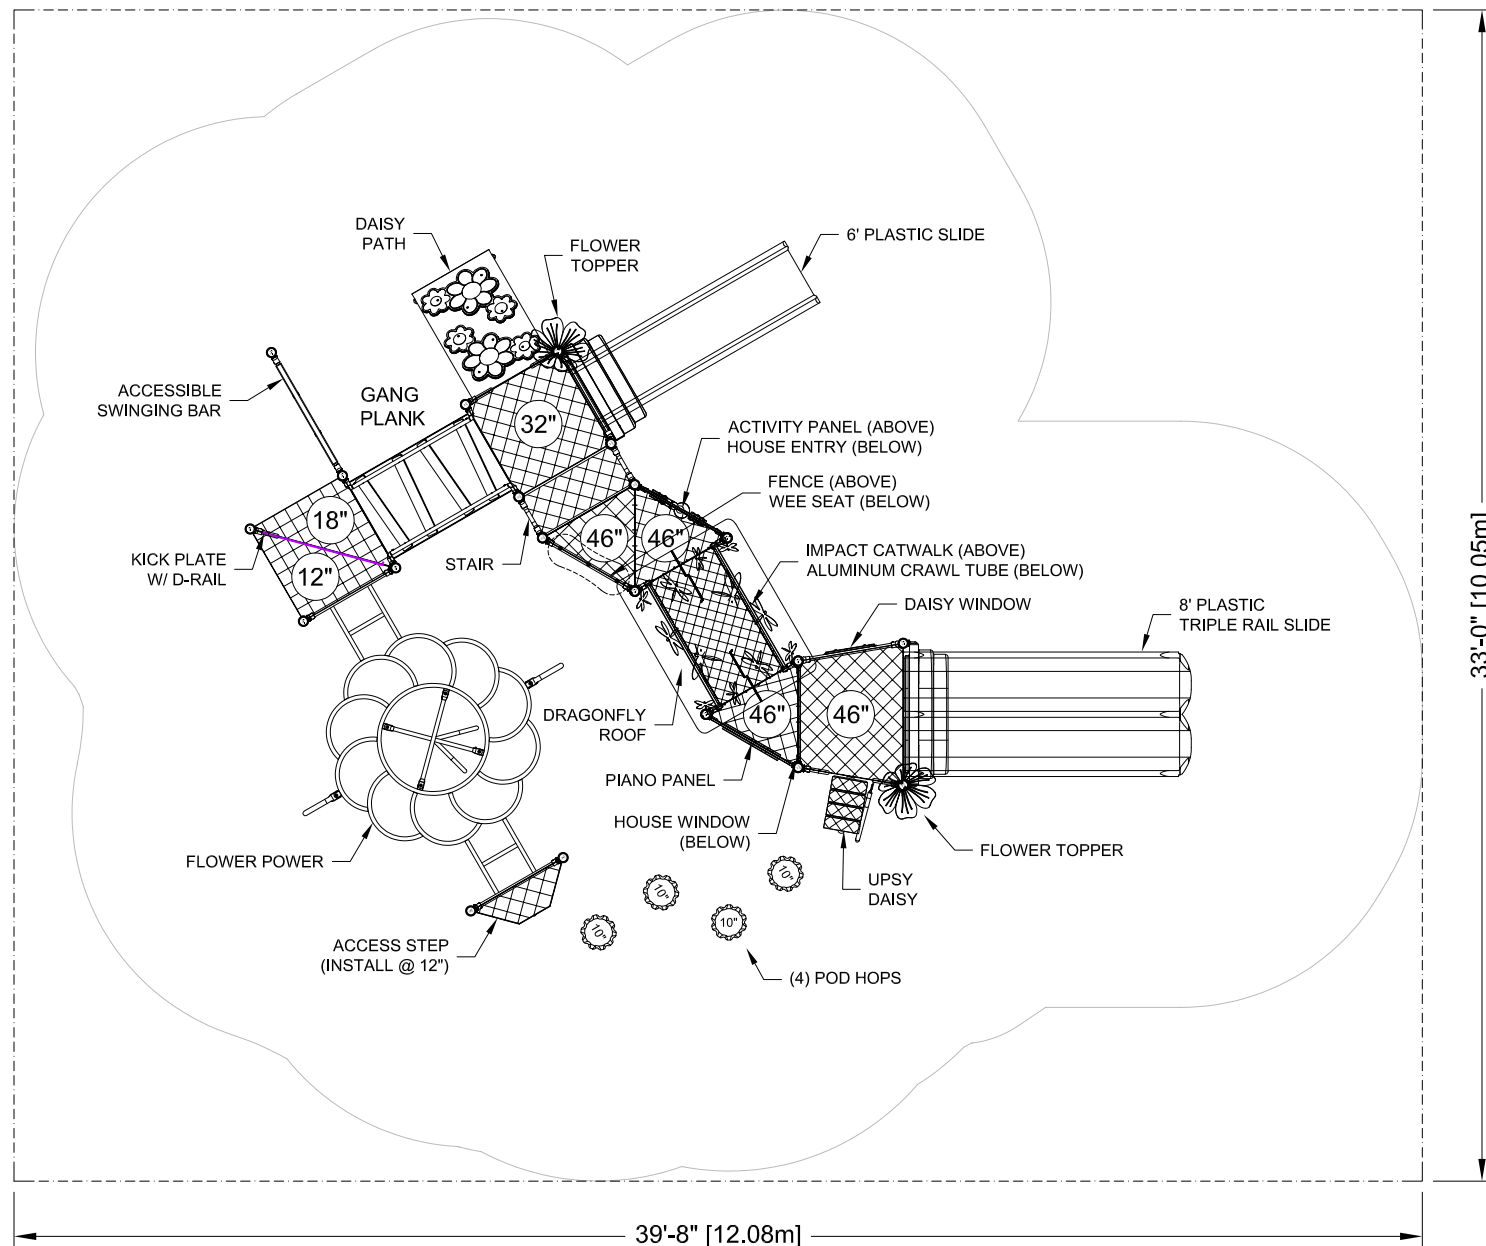 DAISY
PATH
FLOWER
TOPPER
6' PLASTIC SLIDE
ACCESSIBLE
SWINGING BAR
GANG
PLANK
32"
ACTIVITY PANEL (ABOVE)
HOUSE ENTRY (BELOW)
FENCE (ABOVE)
WEE SEAT (BELOW)
18"
12"
KICK PLATE
W/ D-RAIL
STAIR
46"
46"
IMPACT CATWALK (ABOVE)
ALUMINUM CRAWL TUBE (BELOW)
DAISY WINDOW
8' PLASTIC
TRIPLE RAIL SLIDE
33'-0" [10.05m]
DRAGONFLY
ROOF
46"
46"
PIANO PANEL
HOUSE WINDOW
(BELOW)
FLOWER POWER
FLOWER TOPPER
UPSY
DAISY
10"
10"
10"
10"
ACCESS STEP
(INSTALL @ 12")
(4) POD HOPS
39'-8" [12.08m]